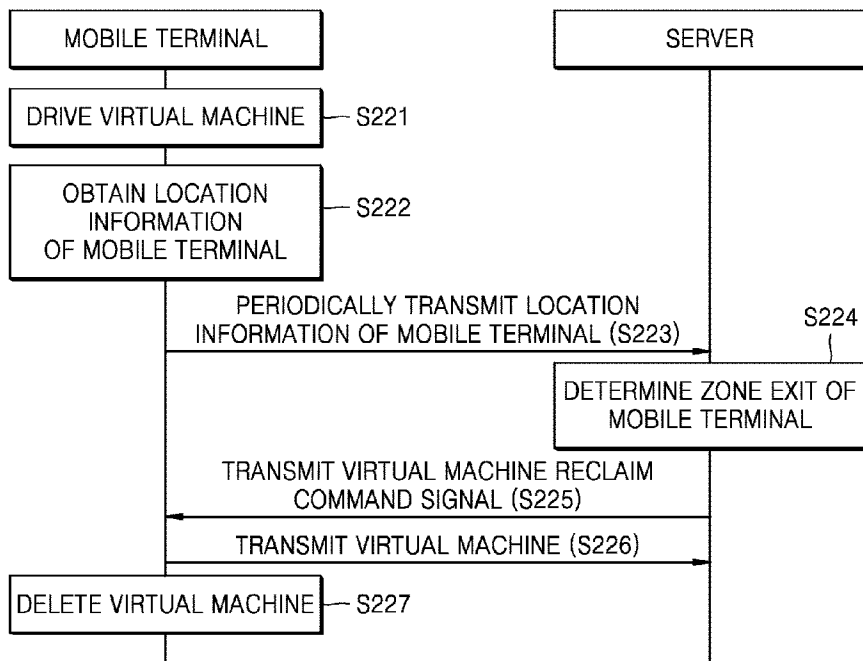 MOBILE TERMINAL
SERVER
DRIVE VIRTUAL MACHINE
S221
OBTAIN LOCATION
INFORMATION
OF MOBILE TERMINAL
S222
PERIODICALLY TRANSMIT LOCATION
INFORMATION OF MOBILE TERMINAL (S223)
S224
DETERMINE ZONE EXIT OF
MOBILE TERMINAL
TRANSMIT VIRTUAL MACHINE RECLAIM
COMMAND SIGNAL (S225)
TRANSMIT VIRTUAL MACHINE (S226)
DELETE VIRTUAL MACHINE
S227